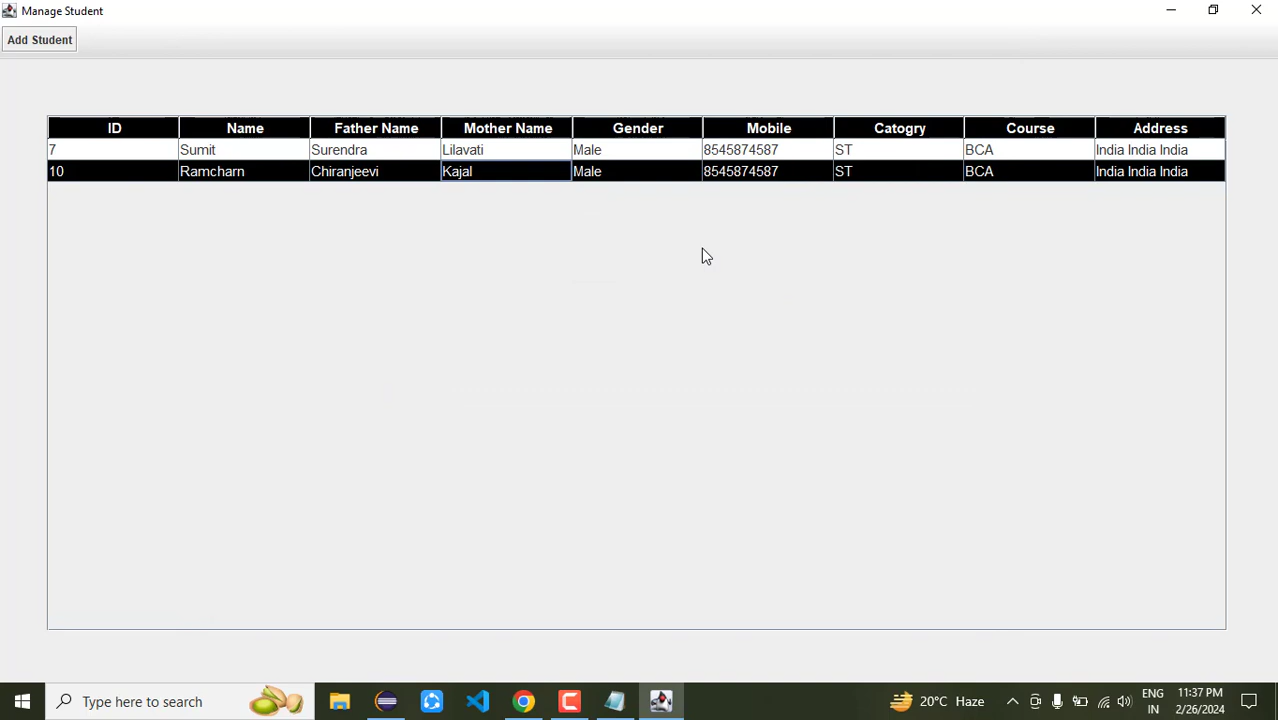 Manage Student
Add Student
ID Name Father Name Mother Name Gender Mobile Catogry Course Address
7 Sumit Surendra Lilavati Male 8545874587 ST BCA India India India
10 Ramcharn Chiranjeevi Kajal Male 8545874587 ST BCA India India India
Type here to search 20°C Haze ENG 11:37 PM
IN 2/26/2024